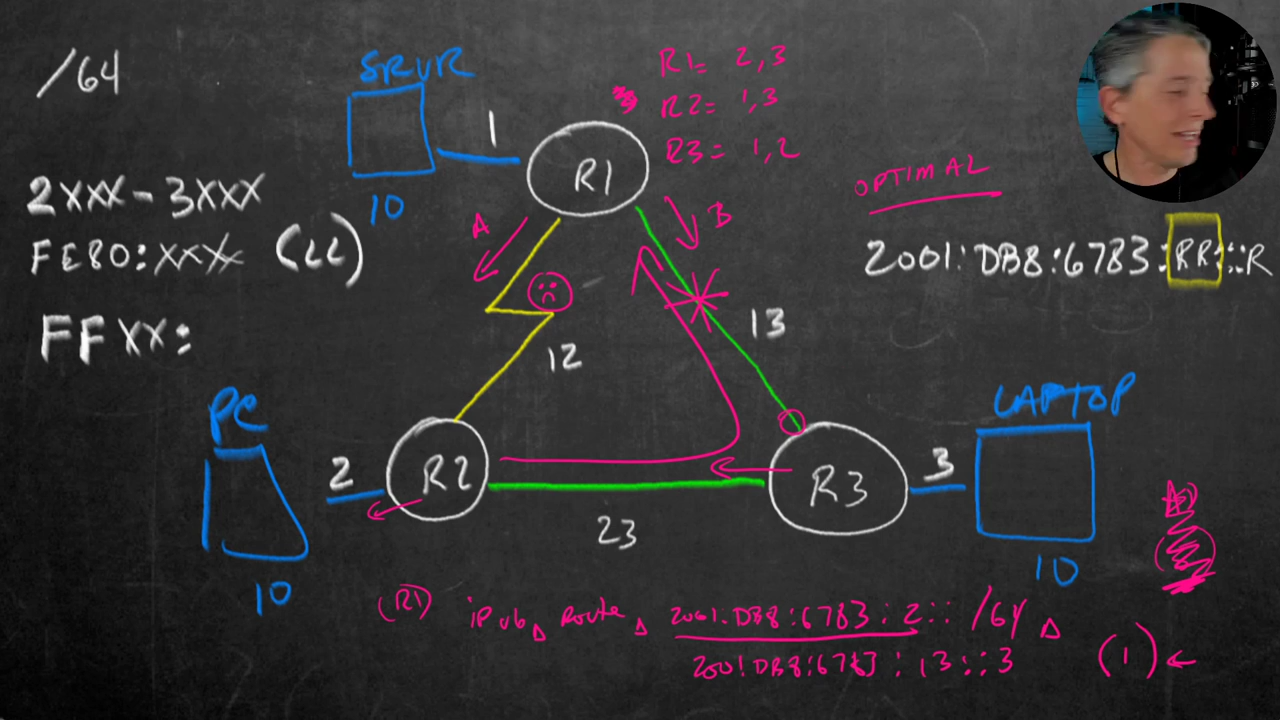 /64
SRVR
1
R1
10
R1= 2,3
R2= 1,3
R3= 1,2
OPTIMAL
2XXX - 3XXX
FE80:XXX (LL)
FFXX:
2001:DB8:6783:RR:::R
A
B
12
13
PC
2
R2
10
23
R3
3
LAPTOP
10
(R1) ipv6 Route 2001:DB8:6783:2:: /64
2001:DB8:6783:13::3
(1)